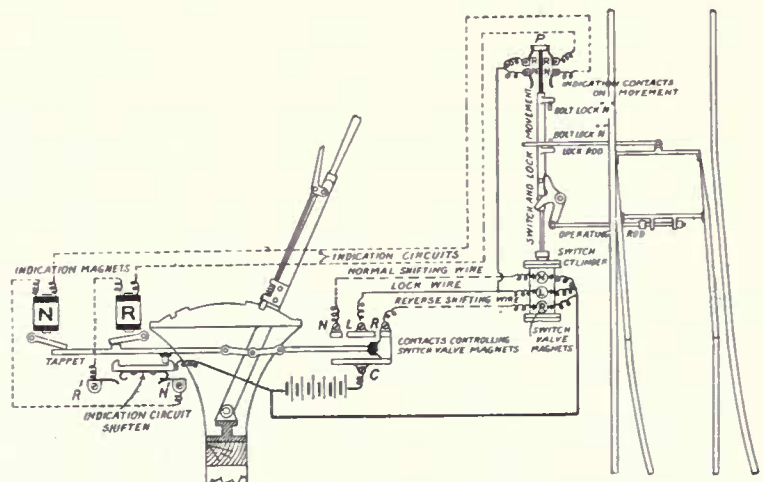 P
R R
N N
INDICATION CONTACTS
ON MOVEMENT
BOLT LOCK N
BOLT LOCK N
LOCK ROD
SWITCH AND LOCK MOVEMENT
OPERATING ROD
SWITCH
CYLINDER
INDICATION CIRCUITS
INDICATION MAGNETS
NORMAL SHIFTING WIRE
LOCK WIRE
REVERSE SHIFTING WIRE
N
R
N L R
N
L
R
CONTACTS CONTROLLING
SWITCH VALVE MAGNETS
SWITCH
VALVE
MAGNETS
TAPPET
R
N
C
INDICATION CIRCUIT
SHIFTEN